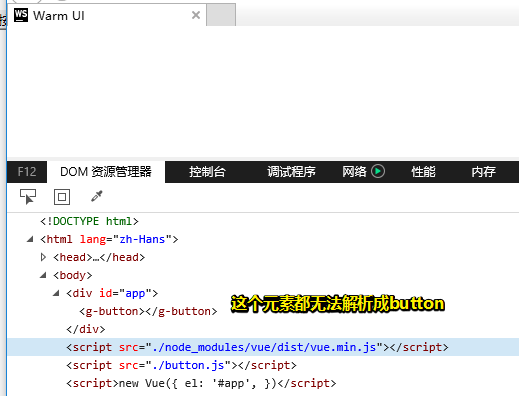 WS Warm UI ×
F12 DOM 资源管理器 控制台 调试程序 网络 性能 内存
<!DOCTYPE html>
<html lang="zh-Hans">
<head>…</head>
<body>
<div id="app">
这个元素都无法解析成button
<g-button></g-button>
</div>
<script src="./node_modules/vue/dist/vue.min.js"></script>
<script src="./button.js"></script>
<script>new Vue({ el: '#app', })</script>